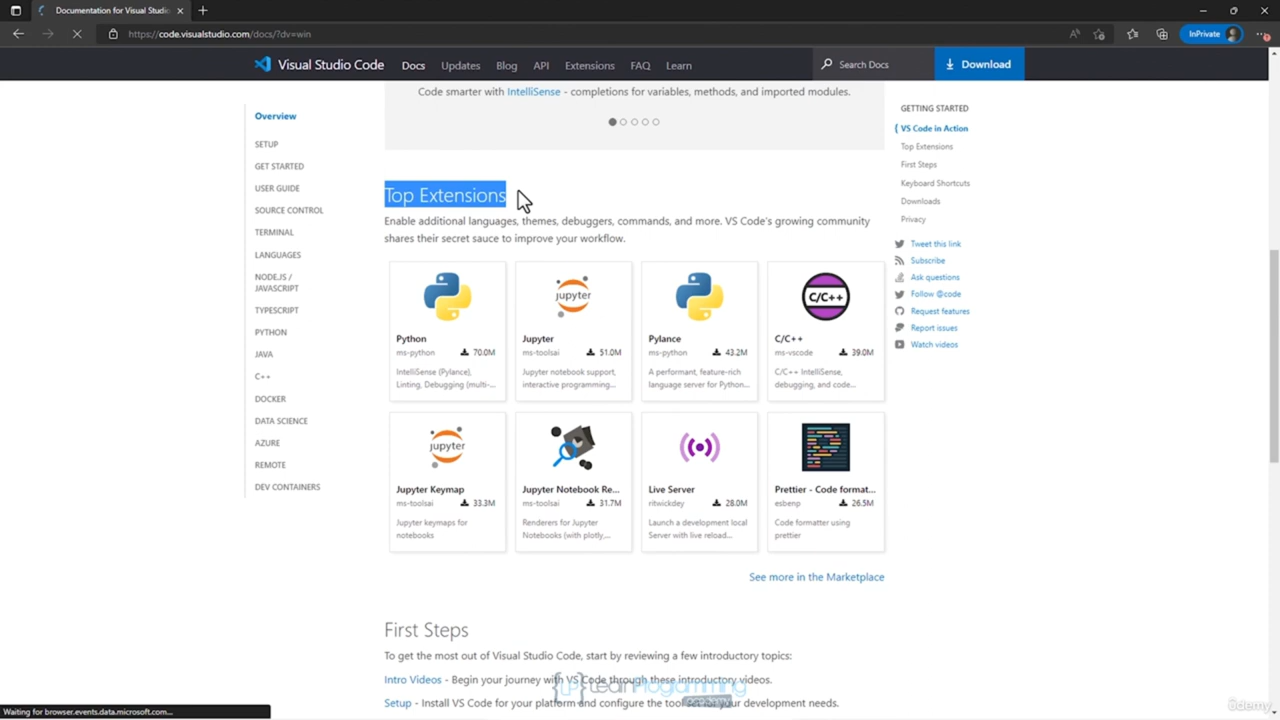 Documentation for Visual Studi
https://code.visualstudio.com/docs/?dv=win
InPrivate
Visual Studio Code
Docs
Updates
Blog
API
Extensions
FAQ
Learn
Search Docs
Download
Overview
SETUP
GET STARTED
USER GUIDE
SOURCE CONTROL
TERMINAL
LANGUAGES
NODE.JS /
JAVASCRIPT
TYPESCRIPT
PYTHON
JAVA
C++
DOCKER
DATA SCIENCE
AZURE
REMOTE
DEV CONTAINERS
Code smarter with IntelliSense - completions for variables, methods, and imported modules.
Top Extensions
Enable additional languages, themes, debuggers, commands, and more. VS Code's growing community
shares their secret sauce to improve your workflow.
Python
ms-python 70.0M
IntelliSense (Pylance),
Linting, Debugging (multi-...
jupyter
Jupyter
ms-toolsai 51.0M
Jupyter notebook support,
interactive programming...
Pylance
ms-python 43.2M
A performant, feature-rich
language server for Python...
C/C++
C/C++
ms-vscode 39.0M
C/C++ IntelliSense,
debugging, and code...
jupyter
Jupyter Keymap
ms-toolsai 33.3M
Jupyter keymaps for
notebooks
Jupyter Notebook Re...
ms-toolsai 31.7M
Renderers for Jupyter
Notebooks (with plotly,...
Live Server
ritwickdey 28.0M
Launch a development local
Server with live reload...
Prettier - Code format...
esbenp 26.5M
Code formatter using
prettier
See more in the Marketplace
First Steps
To get the most out of Visual Studio Code, start by reviewing a few introductory topics:
Intro Videos - Begin your journey with VS Code through these introductory videos.
Setup - Install VS Code for your platform and configure the tool set for your development needs.
GETTING STARTED
VS Code in Action
Top Extensions
First Steps
Keyboard Shortcuts
Downloads
Privacy
Tweet this link
Subscribe
Ask questions
Follow @code
Request features
Report issues
Watch videos
{LP} LearnProgramming
academy
Waiting for browser.events.data.microsoft.com...
ûdemy